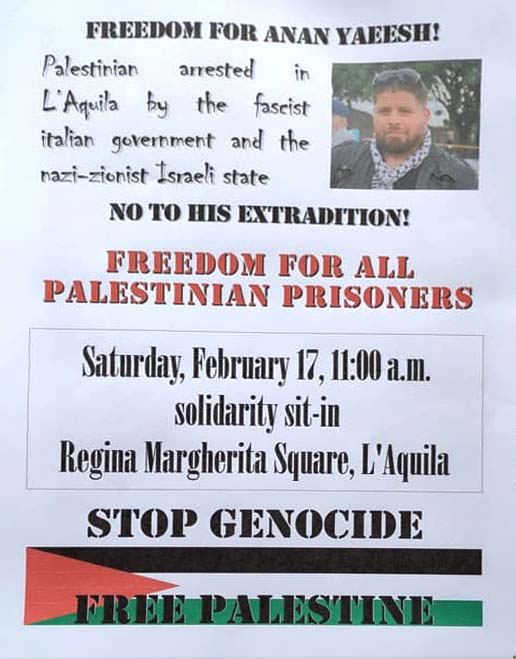 FREEDOM FOR ANAN YAEESH!
Palestinian arrested in
L'Aquila by the fascist
italian government and the
nazi-zionist Israeli state
NO TO HIS EXTRADITION!
FREEDOM FOR ALL
PALESTINIAN PRISONERS
Saturday, February 17, 11:00 a.m.
solidarity sit-in
Regina Margherita Square, L'Aquila
STOP GENOCIDE
FREE PALESTINE